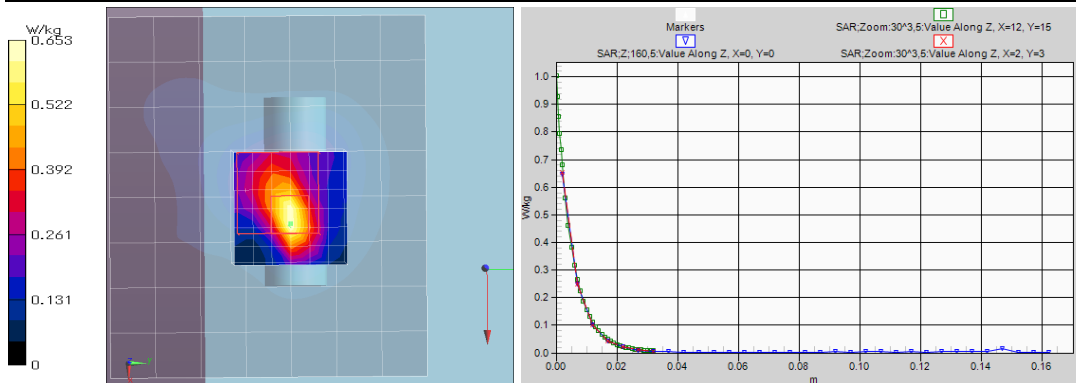 W/kg
0.653
0.522
0.392
0.261
0.131
0
Markers
SAR;Zoom:30^3,5:Value Along Z, X=12, Y=15
SAR;Z;160,5:Value Along Z, X=0, Y=0
SAR;Zoom:30^3,5:Value Along Z, X=2, Y=3
1.0
0.9
0.8
0.7
0.6
0.5
0.4
0.3
0.2
0.1
0.0
W/kg
0.00 0.02 0.04 0.06 0.08 0.10 0.12 0.14 0.16
m